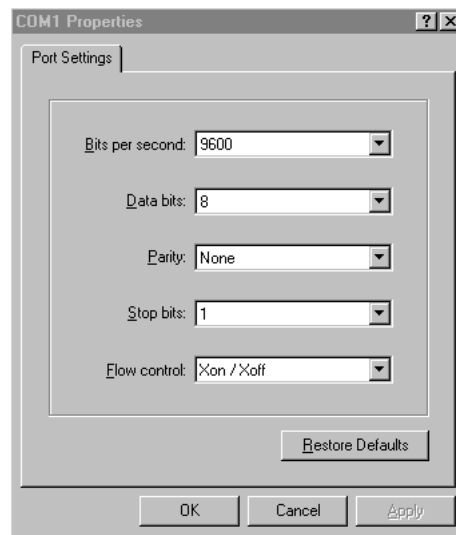 COM1 Properties ? ×
Port Settings
Bits per second: 9600
Data bits: 8
Parity: None
Stop bits: 1
Flow control: Xon / Xoff
Restore Defaults
OK Cancel Apply